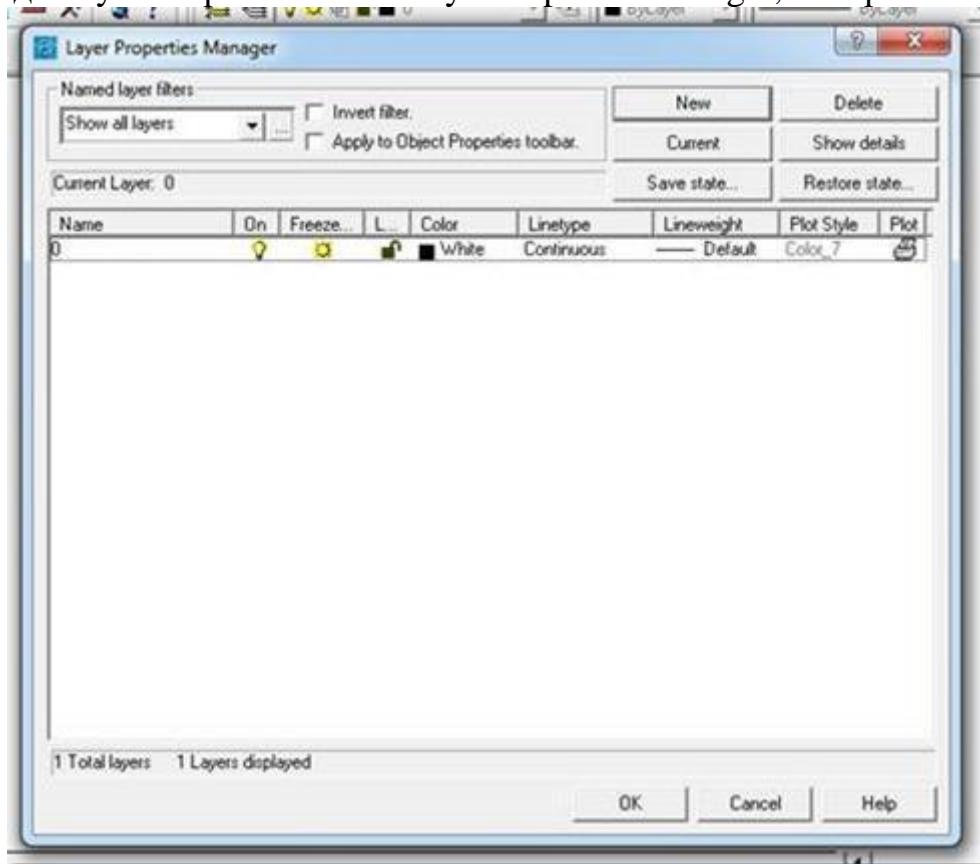 ByLayer
ByLayer
Layer Properties Manager
Named layer filters
Show all layers
...
Invert filter.
Apply to Object Properties toolbar.
New
Delete
Current
Show details
Current Layer: 0
Save state...
Restore state...
Name On Freeze... L... Color Linetype Lineweight Plot Style Plot
0 White Continuous Default Color_7
1 Total layers 1 Layers displayed
OK Cancel Help